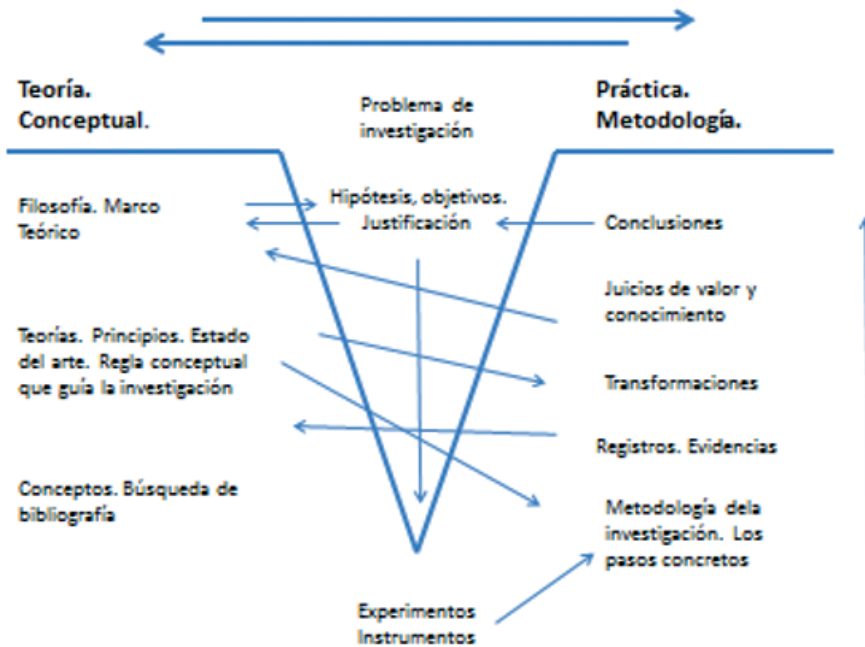 Teoría.
Conceptual.
Problema de
investigación
Práctica.
Metodología.
Filosofía. Marco
Teórico
Hipótesis, objetivos.
Justificación
Conclusiones
Juicios de valor y
conocimiento
Teorías. Principios. Estado
del arte. Regla conceptual
que guía la investigación
Transformaciones
Registros. Evidencias
Conceptos. Búsqueda de
bibliografía
Metodología dela
investigación. Los
pasos concretos
Experimentos
Instrumentos